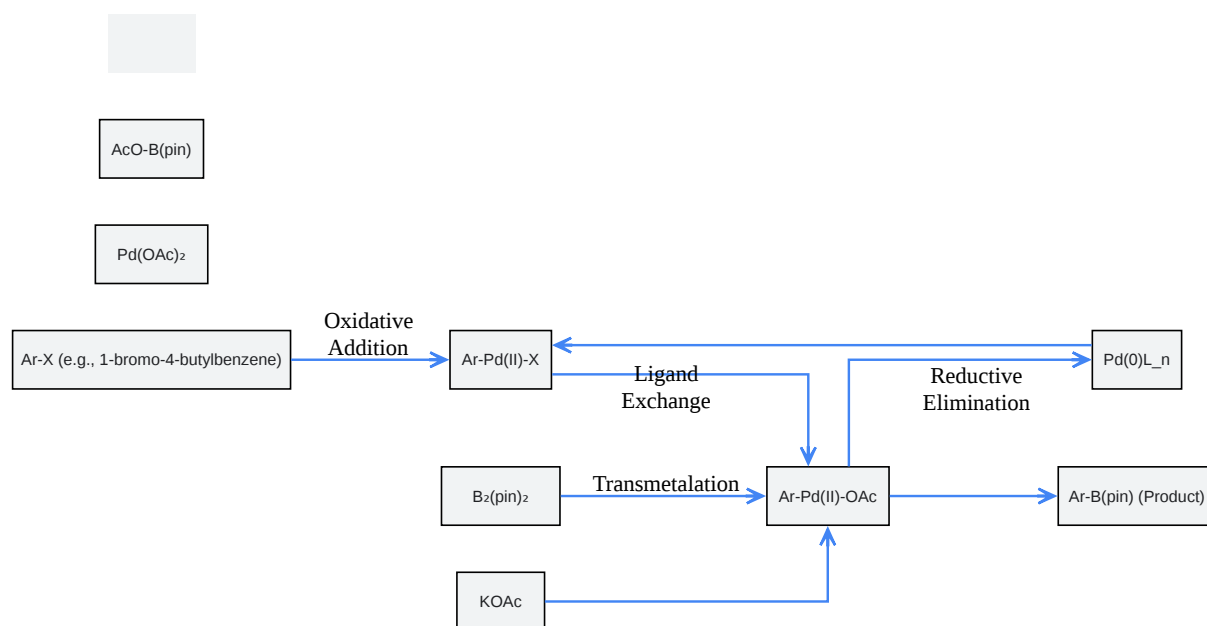 AcO-B(pin)
Pd(OAc)₂
Oxidative
Addition
Ar-X (e.g., 1-bromo-4-butylbenzene)
Ar-Pd(II)-X
Pd(0)L_n
Ligand
Exchange
Reductive
Elimination
B₂(pin)₂
Transmetalation
Ar-Pd(II)-OAc
Ar-B(pin) (Product)
KOAc